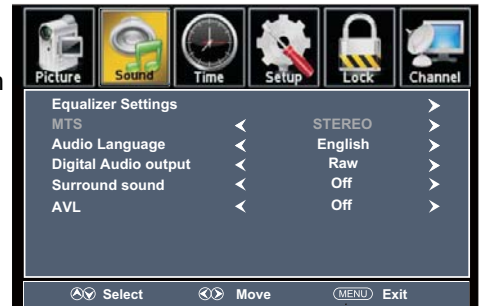 Picture Sound Time Setup Lock Channel
Equalizer Settings
MTS STEREO
Audio Language English
Digital Audio output Raw
Surround sound Off
AVL Off
Select Move MENU Exit